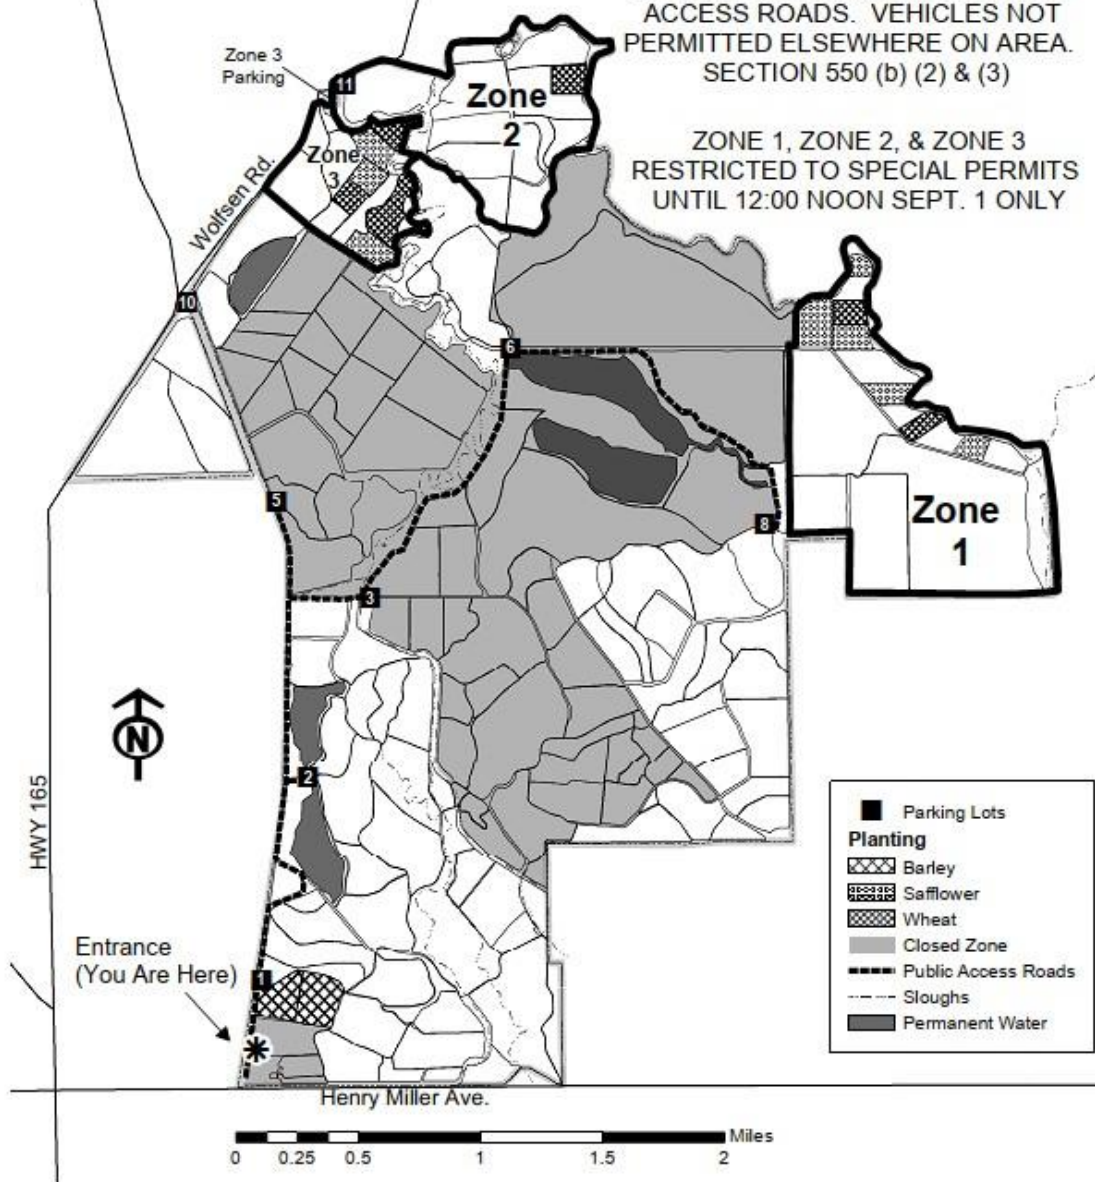 ACCESS ROADS. VEHICLES NOT
PERMITTED ELSEWHERE ON AREA.
SECTION 550 (b) (2) & (3)
Zone 3
Parking
11
Zone
2
ZONE 1, ZONE 2, & ZONE 3
RESTRICTED TO SPECIAL PERMITS
UNTIL 12:00 NOON SEPT. 1 ONLY
Zone
3
Wolfsen Rd.
10
6
5
8
Zone
1
3
N
2
HWY 165
Parking Lots
Planting
Barley
Safflower
Wheat
Closed Zone
Public Access Roads
Sloughs
Permanent Water
Entrance
(You Are Here)
1
Henry Miller Ave.
Miles
0 0.25 0.5 1 1.5 2